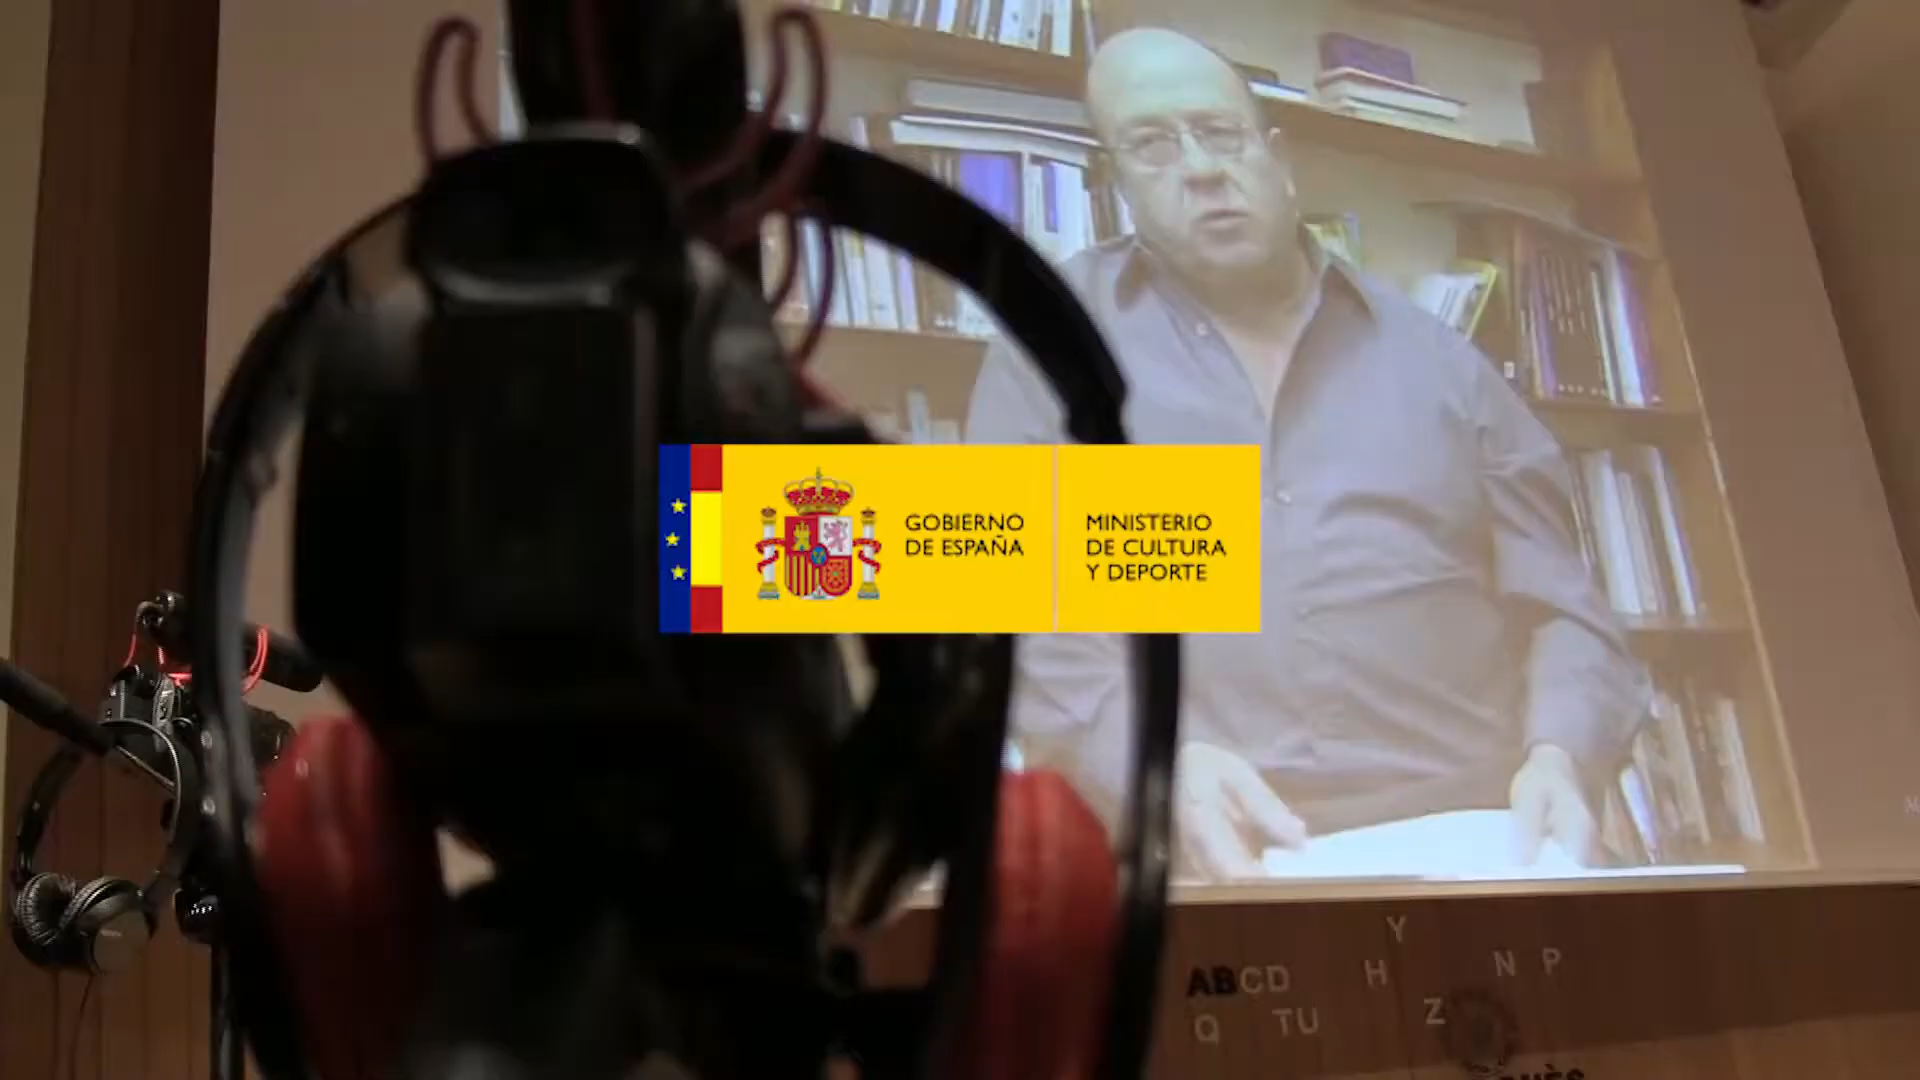 GOBIERNO
DE ESPAÑA
MINISTERIO
DE CULTURA
Y DEPORTE
Y
ABCD H N P
Q TU Z